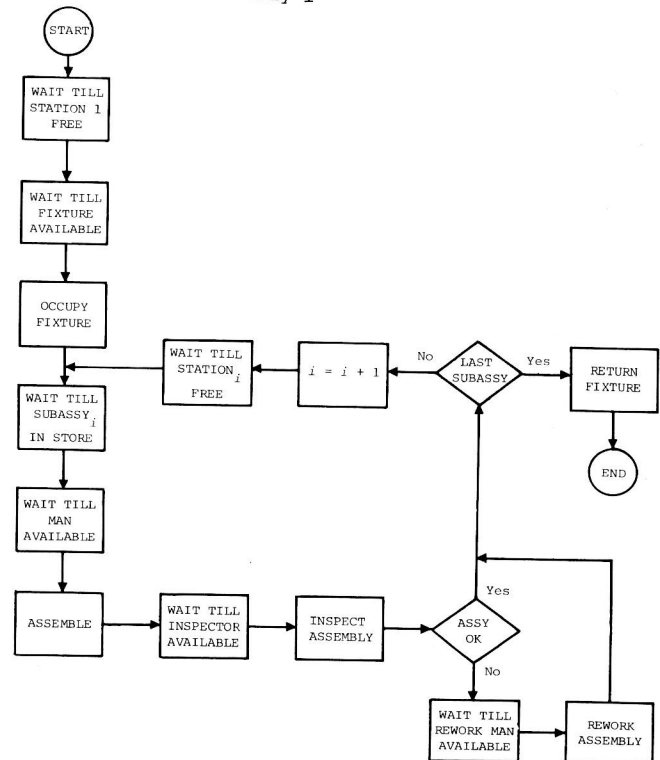 START
WAIT TILL
STATION 1
FREE
WAIT TILL
FIXTURE
AVAILABLE
OCCUPY
FIXTURE
WAIT TILL
SUBASSY i
IN STORE
WAIT TILL
MAN
AVAILABLE
ASSEMBLE
WAIT TILL
INSPECTOR
AVAILABLE
INSPECT
ASSEMBLY
ASSY
OK
Yes
No
WAIT TILL
REWORK MAN
AVAILABLE
REWORK
ASSEMBLY
LAST
SUBASSY
No
Yes
i = i + 1
WAIT TILL
STATION i
FREE
RETURN
FIXTURE
END